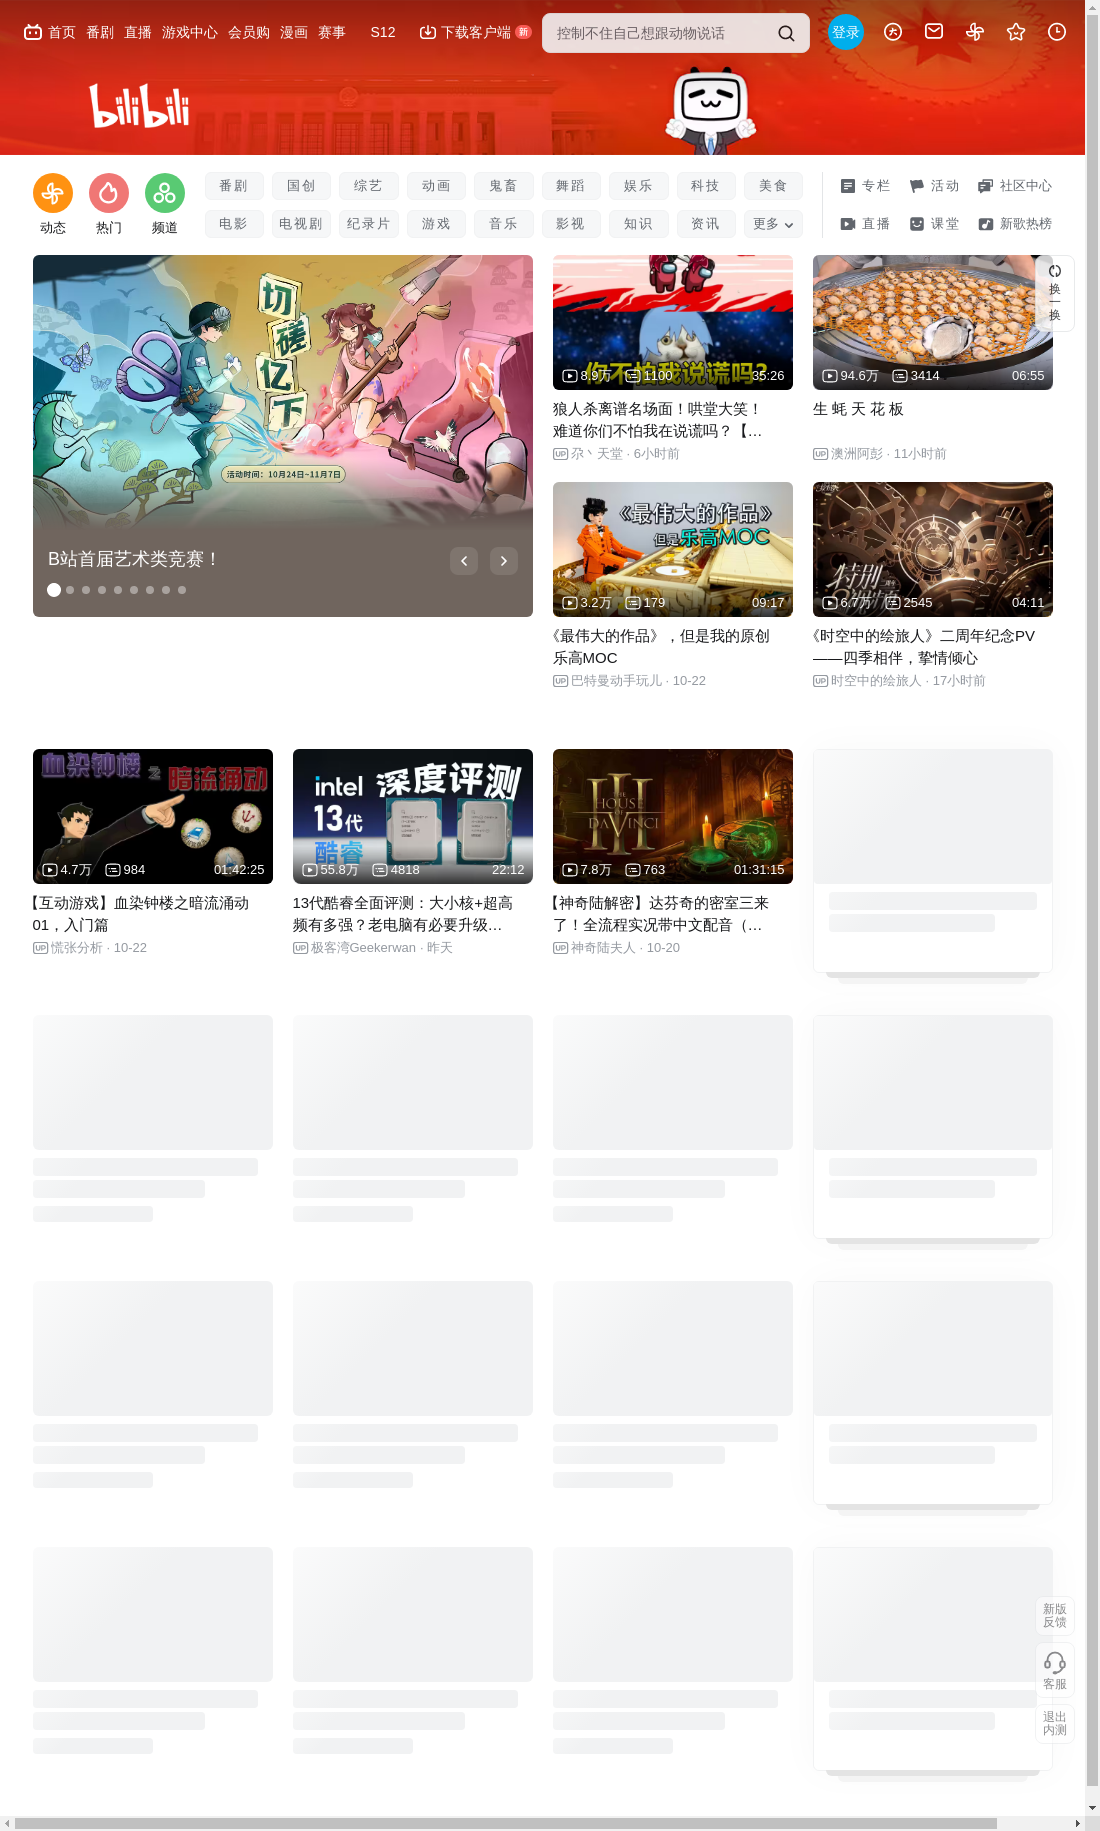 首页 番剧 直播 游戏中心 会员购 漫画 赛事 S12 下载客户端 新
控制不住自己想跟动物说话
登录
bilibili
动态 热门 频道
番剧 国创 综艺 动画 鬼畜 舞蹈 娱乐 科技 美食
专栏 活动 社区中心
电影 电视剧 纪录片 游戏 音乐 影视 知识 资讯 更多
直播 课堂 新歌热榜
换一换
切磋亿下
活动时间：10月24日~11月7日
B站首届艺术类竞赛！
你不怕我说谎吗?
8.9万 1100 35:26
狼人杀离谱名场面！哄堂大笑！
难道你们不怕我在说谎吗？【…
UP 尕丶天堂 · 6小时前
94.6万 3414 06:55
生 蚝 天 花 板
UP 澳洲阿彭 · 11小时前
《最伟大的作品》
但是乐高MOC
3.2万 179 09:17
《最伟大的作品》，但是我的原创
乐高MOC
UP 巴特曼动手玩儿 · 10-22
特别
6.7万 2545 04:11
《时空中的绘旅人》二周年纪念PV
——四季相伴，挚情倾心
UP 时空中的绘旅人 · 17小时前
血染钟楼之暗流涌动
4.7万 984 01:42:25
【互动游戏】血染钟楼之暗流涌动
01，入门篇
UP 慌张分析 · 10-22
intel 深度评测
13代
酷睿
55.8万 4818 22:12
13代酷睿全面评测：大小核+超高
频有多强？老电脑有必要升级…
UP 极客湾Geekerwan · 昨天
THE
HOUSE
OF
DA VINCI
III
7.8万 763 01:31:15
【神奇陆解密】达芬奇的密室三来
了！全流程实况带中文配音（…
UP 神奇陆夫人 · 10-20
新版
反馈
客服
退出
内测